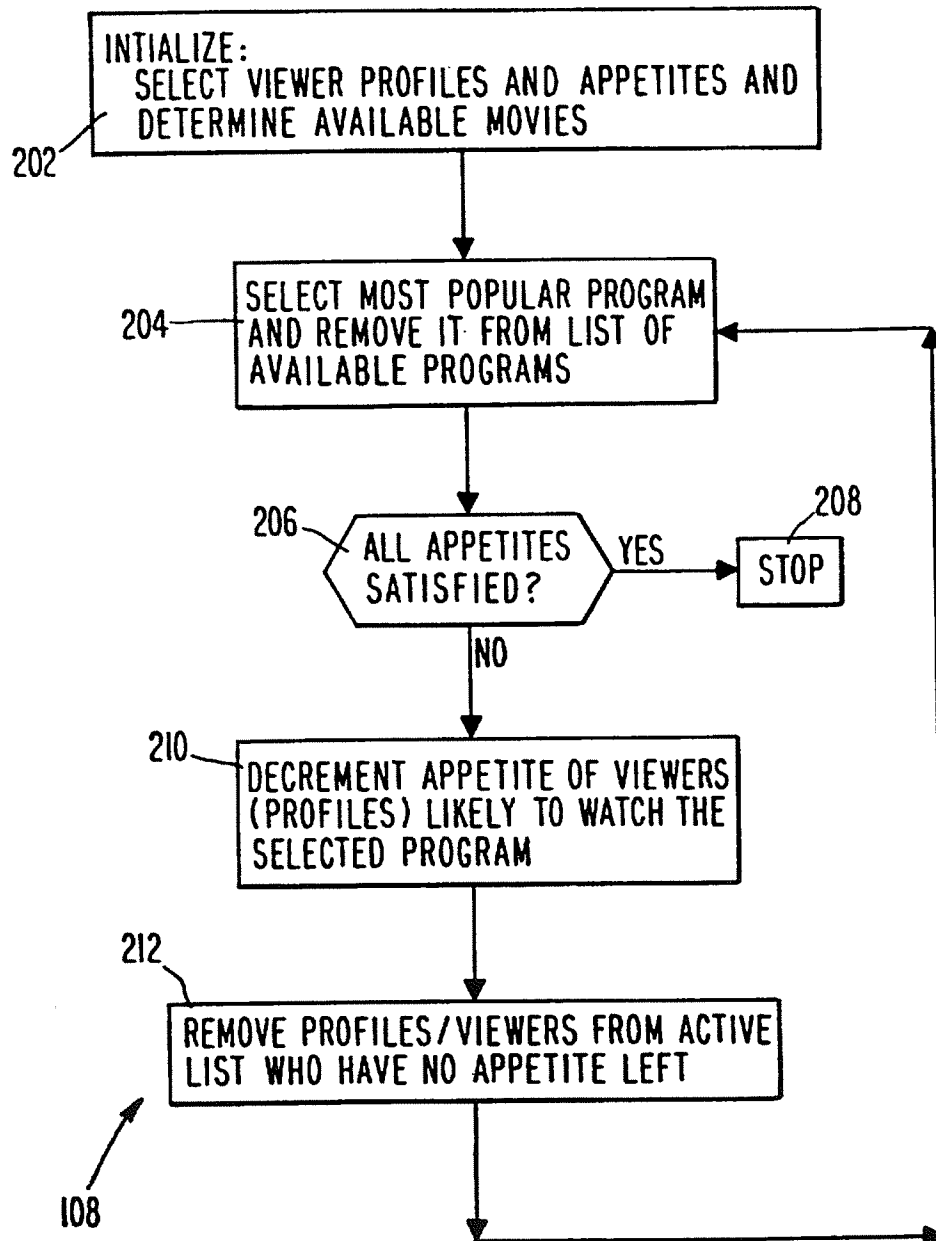 INTIALIZE:
SELECT VIEWER PROFILES AND APPETITES AND
DETERMINE AVAILABLE MOVIES
202
SELECT MOST POPULAR PROGRAM
AND REMOVE IT FROM LIST OF
AVAILABLE PROGRAMS
204
206
ALL APPETITES
SATISFIED?
YES
208
STOP
NO
210
DECREMENT APPETITE OF VIEWERS
(PROFILES) LIKELY TO WATCH THE
SELECTED PROGRAM
212
REMOVE PROFILES/VIEWERS FROM ACTIVE
LIST WHO HAVE NO APPETITE LEFT
108